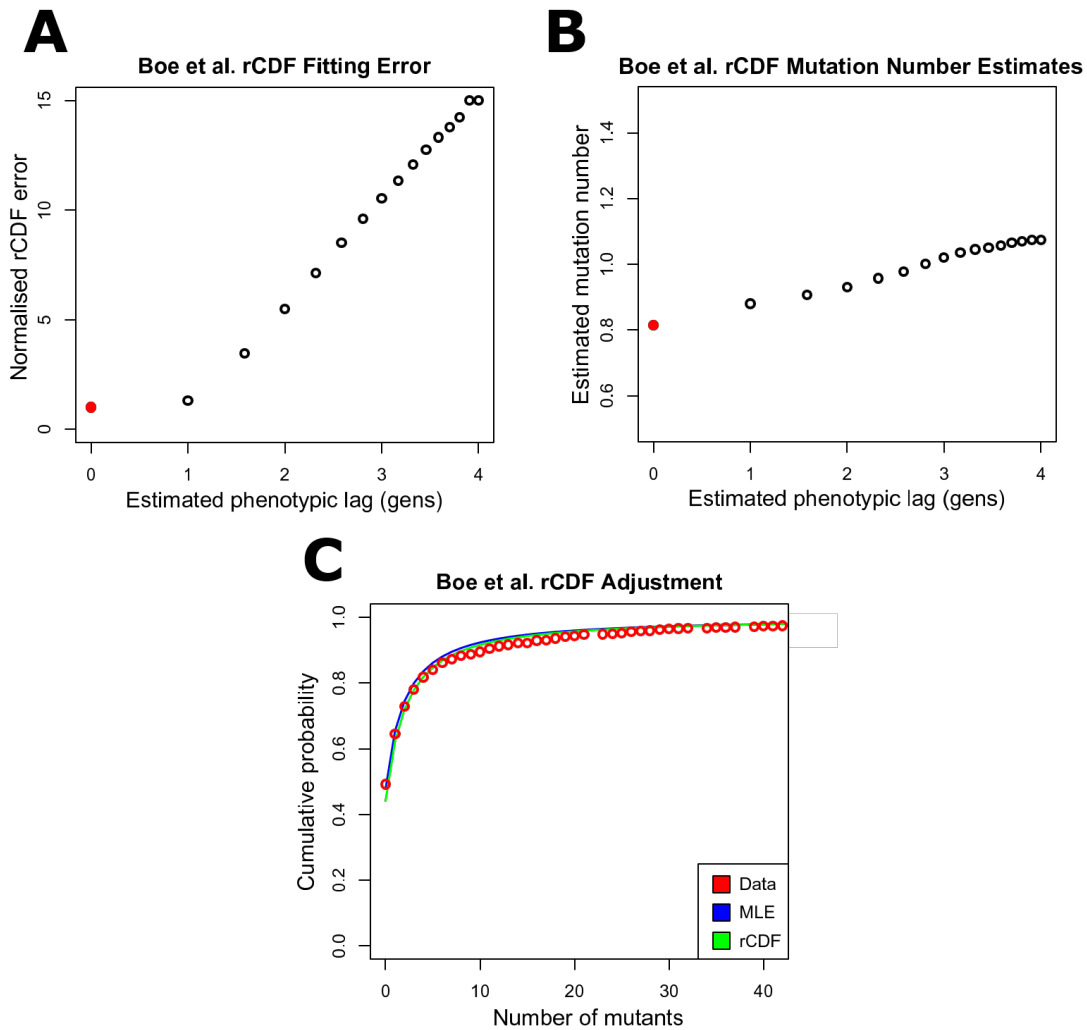 A
Boe et al. rCDF Fitting Error
Normalised rCDF error
15
10
5
0
0 1 2 3 4
Estimated phenotypic lag (gens)
B
Boe et al. rCDF Mutation Number Estimates
Estimated mutation number
1.4
1.2
1.0
0.8
0.6
0 1 2 3 4
Estimated phenotypic lag (gens)
C
Boe et al. rCDF Adjustment
Cumulative probability
1.0
0.8
0.6
0.4
0.2
0.0
0 10 20 30 40
Number of mutants
Data
MLE
rCDF